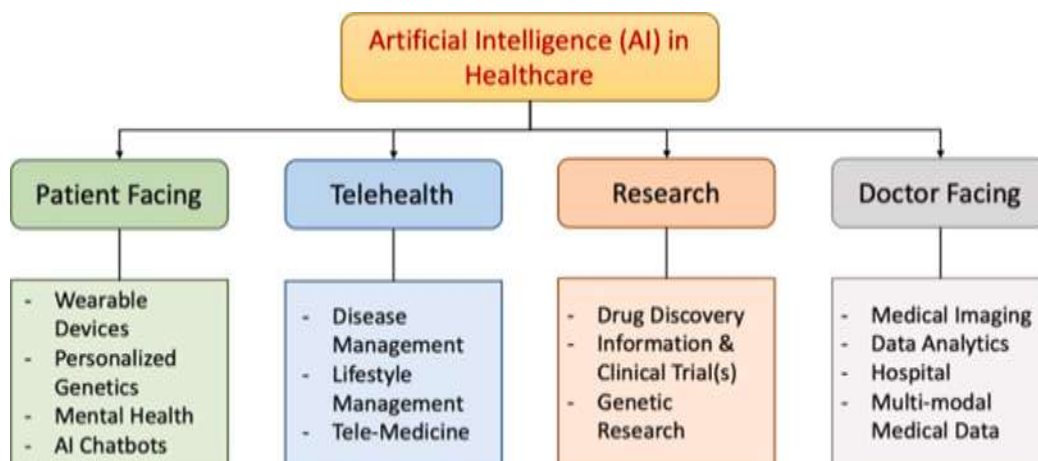 Artificial Intelligence (AI) in
Healthcare
Patient Facing
Telehealth
Research
Doctor Facing
- Wearable
Devices
- Personalized
Genetics
- Mental Health
- AI Chatbots
- Disease
Management
- Lifestyle
Management
- Tele-Medicine
- Drug Discovery
- Information &
Clinical Trial(s)
- Genetic
Research
- Medical Imaging
- Data Analytics
- Hospital
- Multi-modal
Medical Data